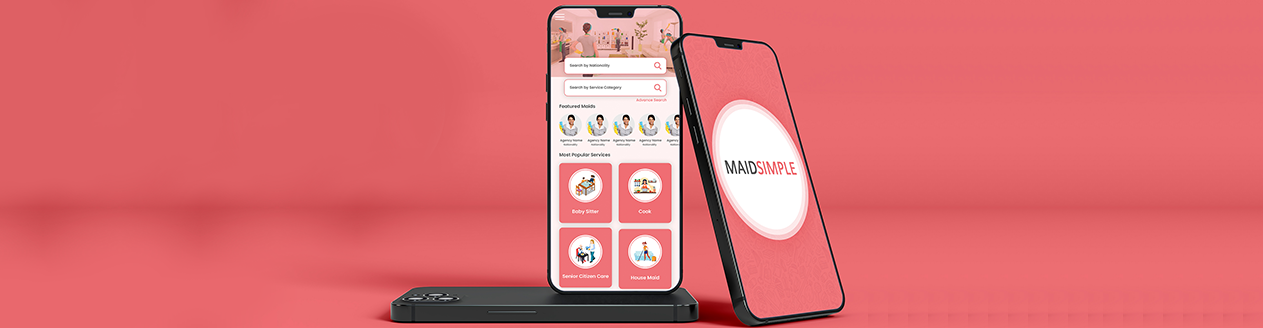 Search by Nationality
Search by Service Category
Advance Search
Featured Maids
Agency Name Agency Name Agency Name Agency Name Agency
Nationality Nationality Nationality Nationality
Most Popular Services
Baby Sitter Cook
Senior Citizen Care House Maid
MAIDSIMPLE